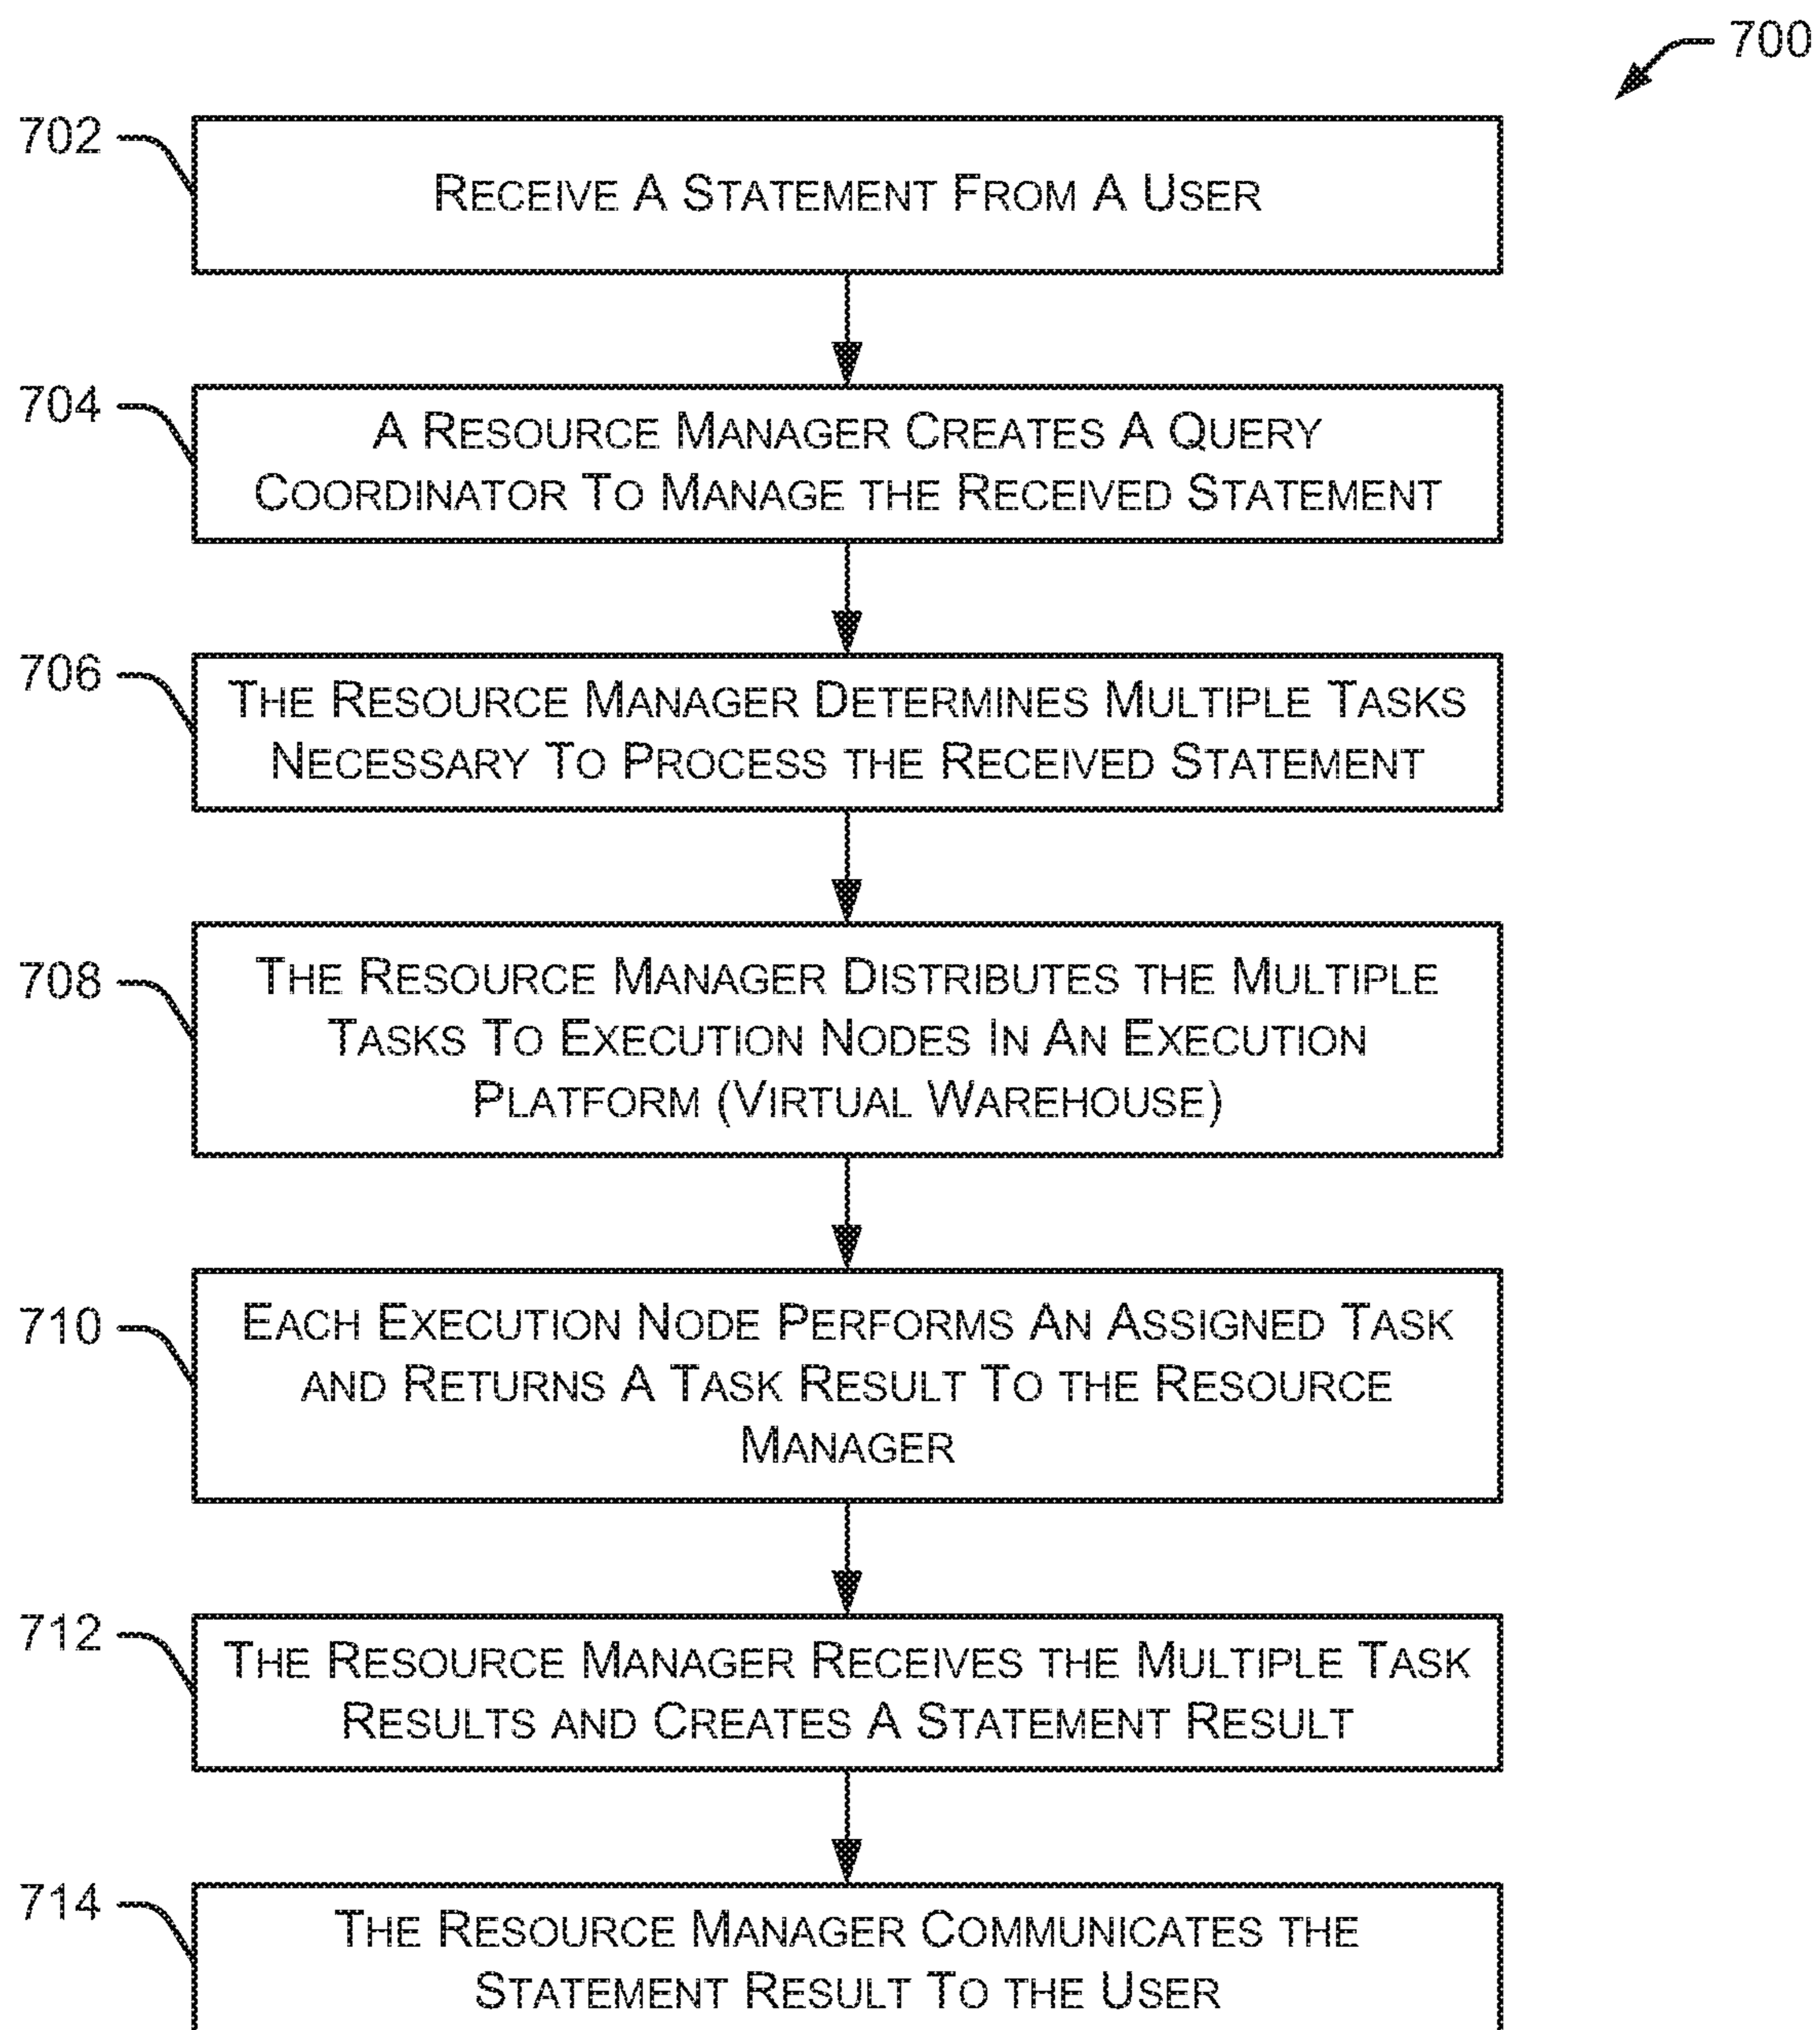 700
702
RECEIVE A STATEMENT FROM A USER
704
A RESOURCE MANAGER CREATES A QUERY
COORDINATOR TO MANAGE THE RECEIVED STATEMENT
706
THE RESOURCE MANAGER DETERMINES MULTIPLE TASKS
NECESSARY TO PROCESS THE RECEIVED STATEMENT
708
THE RESOURCE MANAGER DISTRIBUTES THE MULTIPLE
TASKS TO EXECUTION NODES IN AN EXECUTION
PLATFORM (VIRTUAL WAREHOUSE)
710
EACH EXECUTION NODE PERFORMS AN ASSIGNED TASK
AND RETURNS A TASK RESULT TO THE RESOURCE
MANAGER
712
THE RESOURCE MANAGER RECEIVES THE MULTIPLE TASK
RESULTS AND CREATES A STATEMENT RESULT
714
THE RESOURCE MANAGER COMMUNICATES THE
STATEMENT RESULT TO THE USER